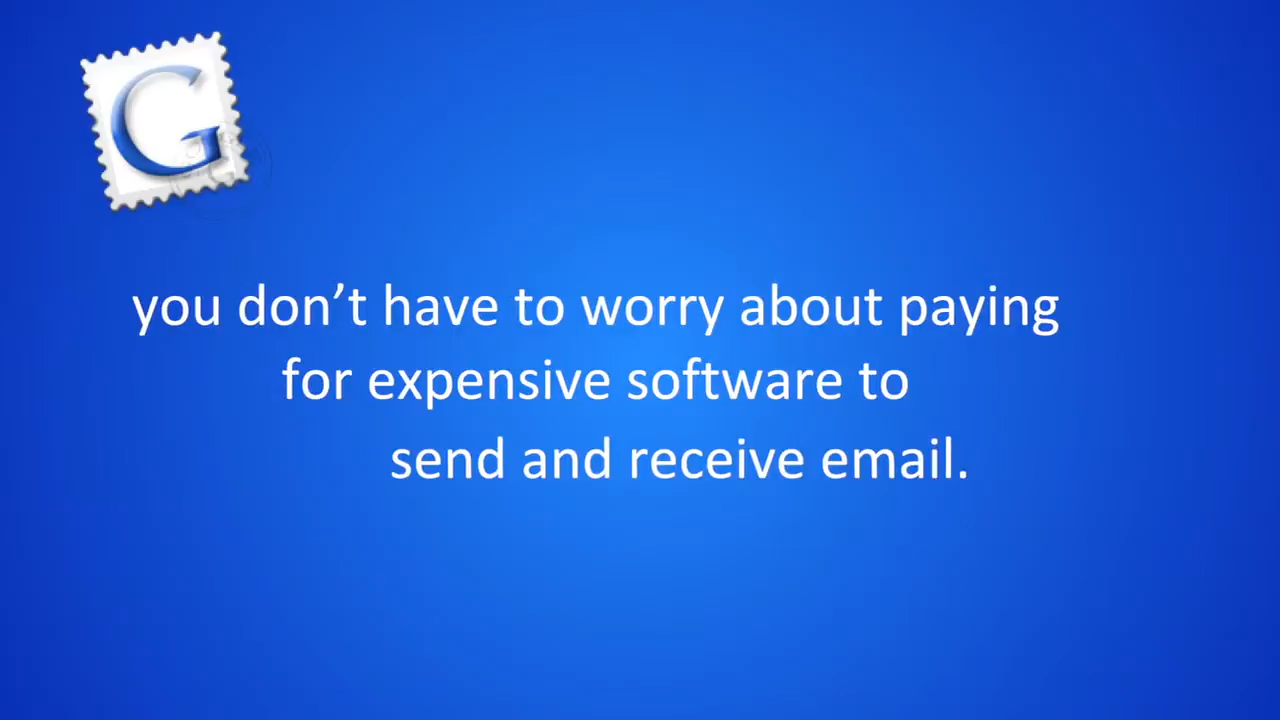 G
you don’t have to worry about paying
for expensive software to
send and receive email.